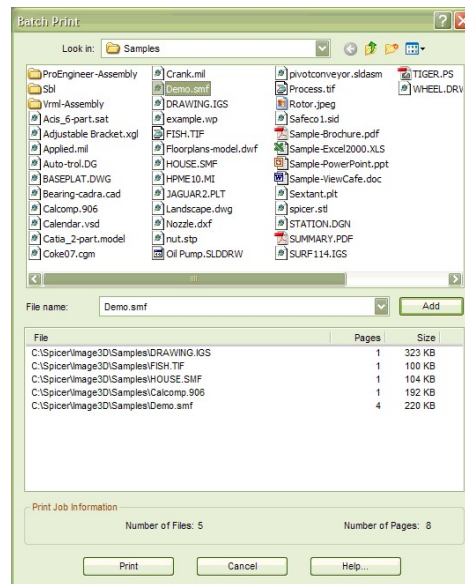 Batch Print
Look in: Samples
ProEngineer-Assembly
Sbl
Vrml-Assembly
Acis_6-part.sat
Adjustable Bracket.xgl
Applied.mil
Auto-trol.DG
BASEPLAT.DWG
Bearing-cadra.cad
Calcomp.906
Calendar.vsd
Catia_2-part.model
Coke07.cgm
Crank.mil
Demo.smf
DRAWING.IGS
example.wp
FISH.TIF
Floorplans-model.dwf
HOUSE.SMF
HPME10.MI
JAGUAR2.PLT
Landscape.dwg
Nozzle.dxf
nut.stp
Oil Pump.SLDDRW
pivotconveyor.sldasm
Process.tif
Rotor.jpeg
Safeco1.sid
Sample-Brochure.pdf
Sample-Excel2000.XLS
Sample-PowerPoint.ppt
Sample-ViewCafe.doc
Sextant.plt
spicer.stl
STATION.DGN
SUMMARY.PDF
SURF114.IGS
TIGER.PS
WHEEL.DRW
File name: Demo.smf Add
File Pages Size
C:\Spicer\Image3D\Samples\DRAWING.IGS 1 323 KB
C:\Spicer\Image3D\Samples\FISH.TIF 1 100 KB
C:\Spicer\Image3D\Samples\HOUSE.SMF 1 104 KB
C:\Spicer\Image3D\Samples\Calcomp.906 1 192 KB
C:\Spicer\Image3D\Samples\Demo.smf 4 220 KB
Print Job Information
Number of Files: 5 Number of Pages: 8
Print Cancel Help...